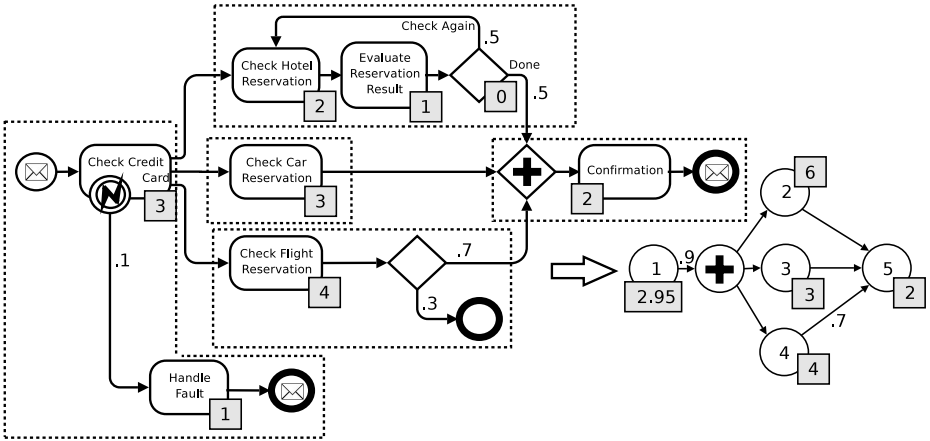 Check Again
.5
Check Hotel
Reservation
2
Evaluate
Reservation
Result
1
0
Done
.5
Check Credit
Card
3
Check Car
Reservation
3
Confirmation
2
Check Flight
Reservation
4
.7
.3
.1
Handle
Fault
1
1
2.95
.9
2
6
3
3
4
4
.7
5
2